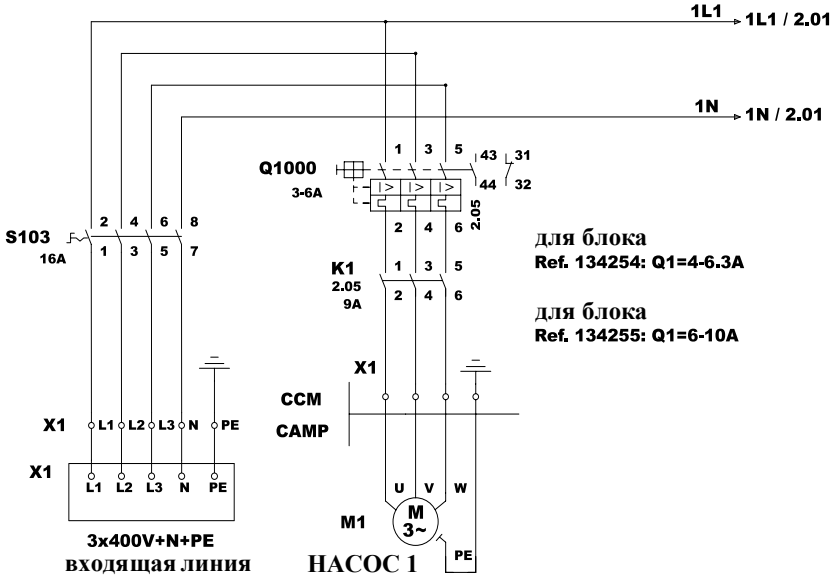 1L1
1L1 / 2.01
1N
1N / 2.01
1 3 5 43 31
Q1000
3-6A
44 32
2.05
2 4 6
2 4 6 8
S103
16A
1 3 5 7
для блока
Ref. 134254: Q1=4-6.3A
K1
2.05
9A
1 3 5
2 4 6
для блока
Ref. 134255: Q1=6-10A
X1
CCM
CAMP
X1 L1 L2 L3 N PE
X1
L1 L2 L3 N PE
U V W
M1
M
3~
PE
3x400V+N+PE
входящая линия
НАСОС 1